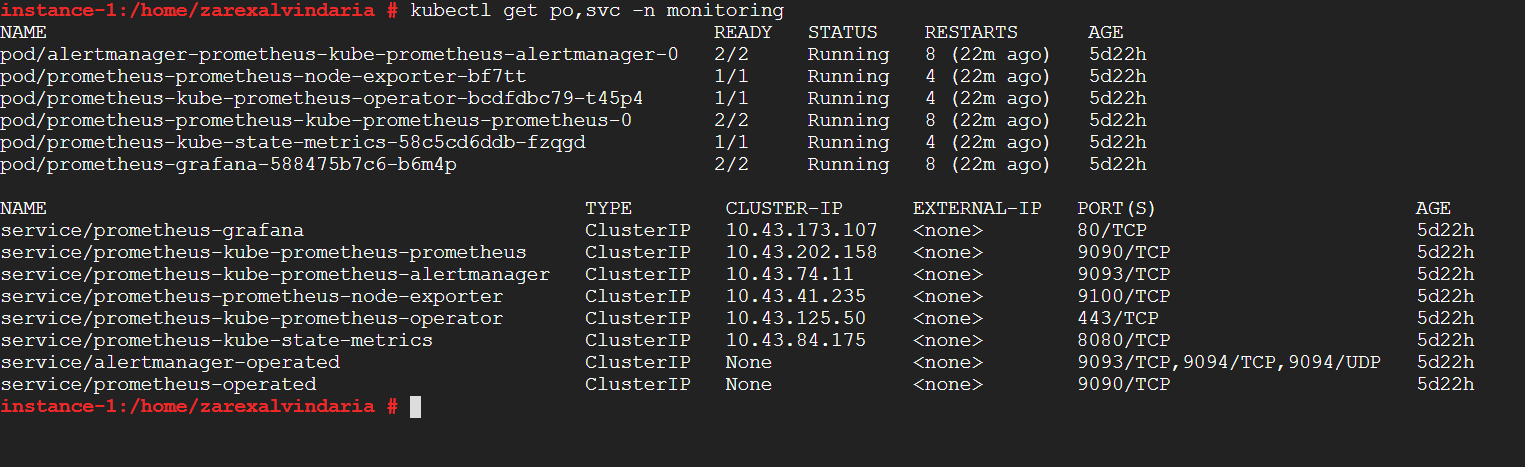 instance-1:/home/zarexalvindaria # kubectl get po,svc -n monitoring
NAME READY STATUS RESTARTS AGE
pod/alertmanager-prometheus-kube-prometheus-alertmanager-0 2/2 Running 8 (22m ago) 5d22h
pod/prometheus-prometheus-node-exporter-bf7tt 1/1 Running 4 (22m ago) 5d22h
pod/prometheus-kube-prometheus-operator-bcdfdbc79-t45p4 1/1 Running 4 (22m ago) 5d22h
pod/prometheus-prometheus-kube-prometheus-prometheus-0 2/2 Running 8 (22m ago) 5d22h
pod/prometheus-kube-state-metrics-58c5cd6ddb-fzqgd 1/1 Running 4 (22m ago) 5d22h
pod/prometheus-grafana-588475b7c6-b6m4p 2/2 Running 8 (22m ago) 5d22h
NAME TYPE CLUSTER-IP EXTERNAL-IP PORT(S) AGE
service/prometheus-grafana ClusterIP 10.43.173.107 <none> 80/TCP 5d22h
service/prometheus-kube-prometheus-prometheus ClusterIP 10.43.202.158 <none> 9090/TCP 5d22h
service/prometheus-kube-prometheus-alertmanager ClusterIP 10.43.74.11 <none> 9093/TCP 5d22h
service/prometheus-prometheus-node-exporter ClusterIP 10.43.41.235 <none> 9100/TCP 5d22h
service/prometheus-kube-prometheus-operator ClusterIP 10.43.125.50 <none> 443/TCP 5d22h
service/prometheus-kube-state-metrics ClusterIP 10.43.84.175 <none> 8080/TCP 5d22h
service/alertmanager-operated ClusterIP None <none> 9093/TCP,9094/TCP,9094/UDP 5d22h
service/prometheus-operated ClusterIP None <none> 9090/TCP 5d22h
instance-1:/home/zarexalvindaria #